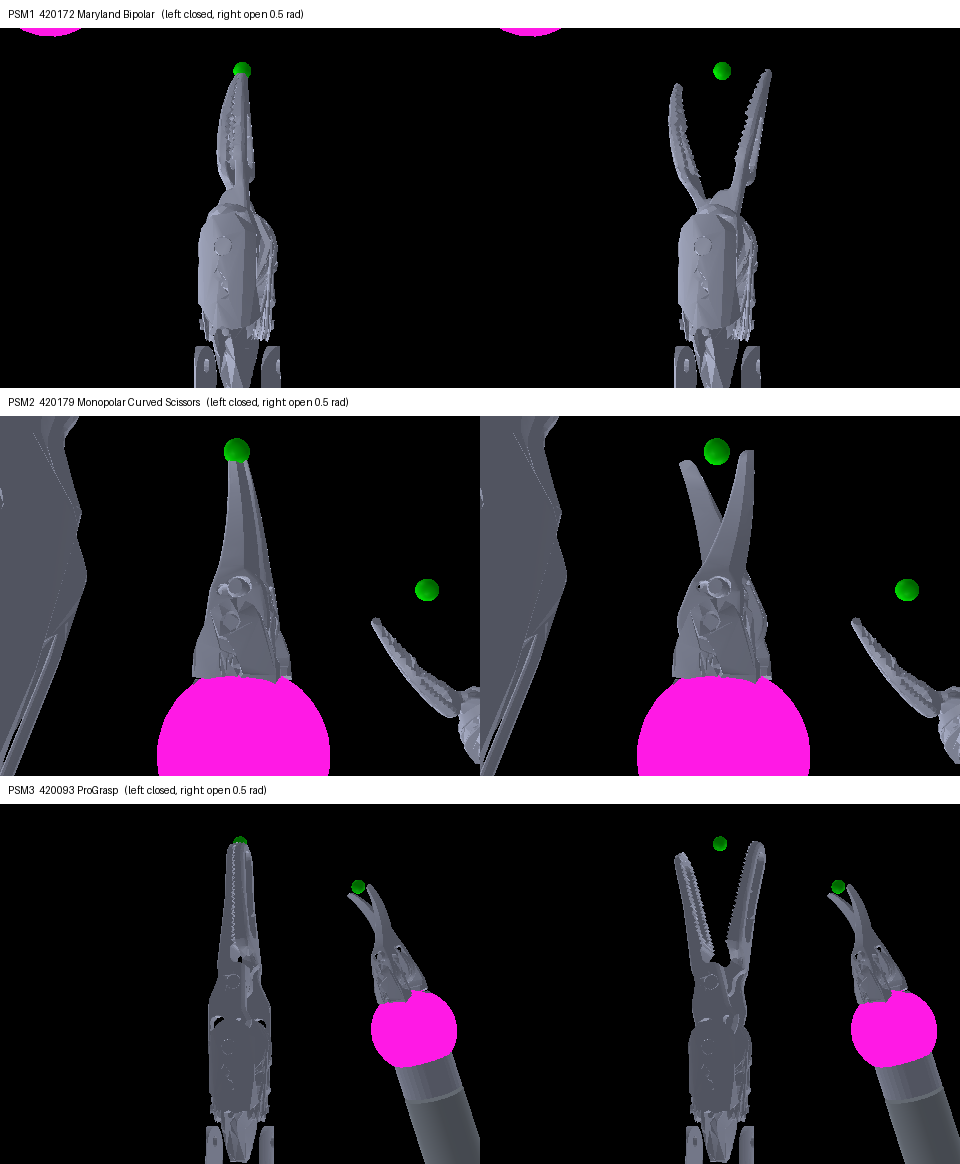 PSM1  420172 Maryland Bipolar  (left closed, right open 0.5 rad)
PSM2  420179 Monopolar Curved Scissors  (left closed, right open 0.5 rad)
PSM3  420093 ProGrasp  (left closed, right open 0.5 rad)